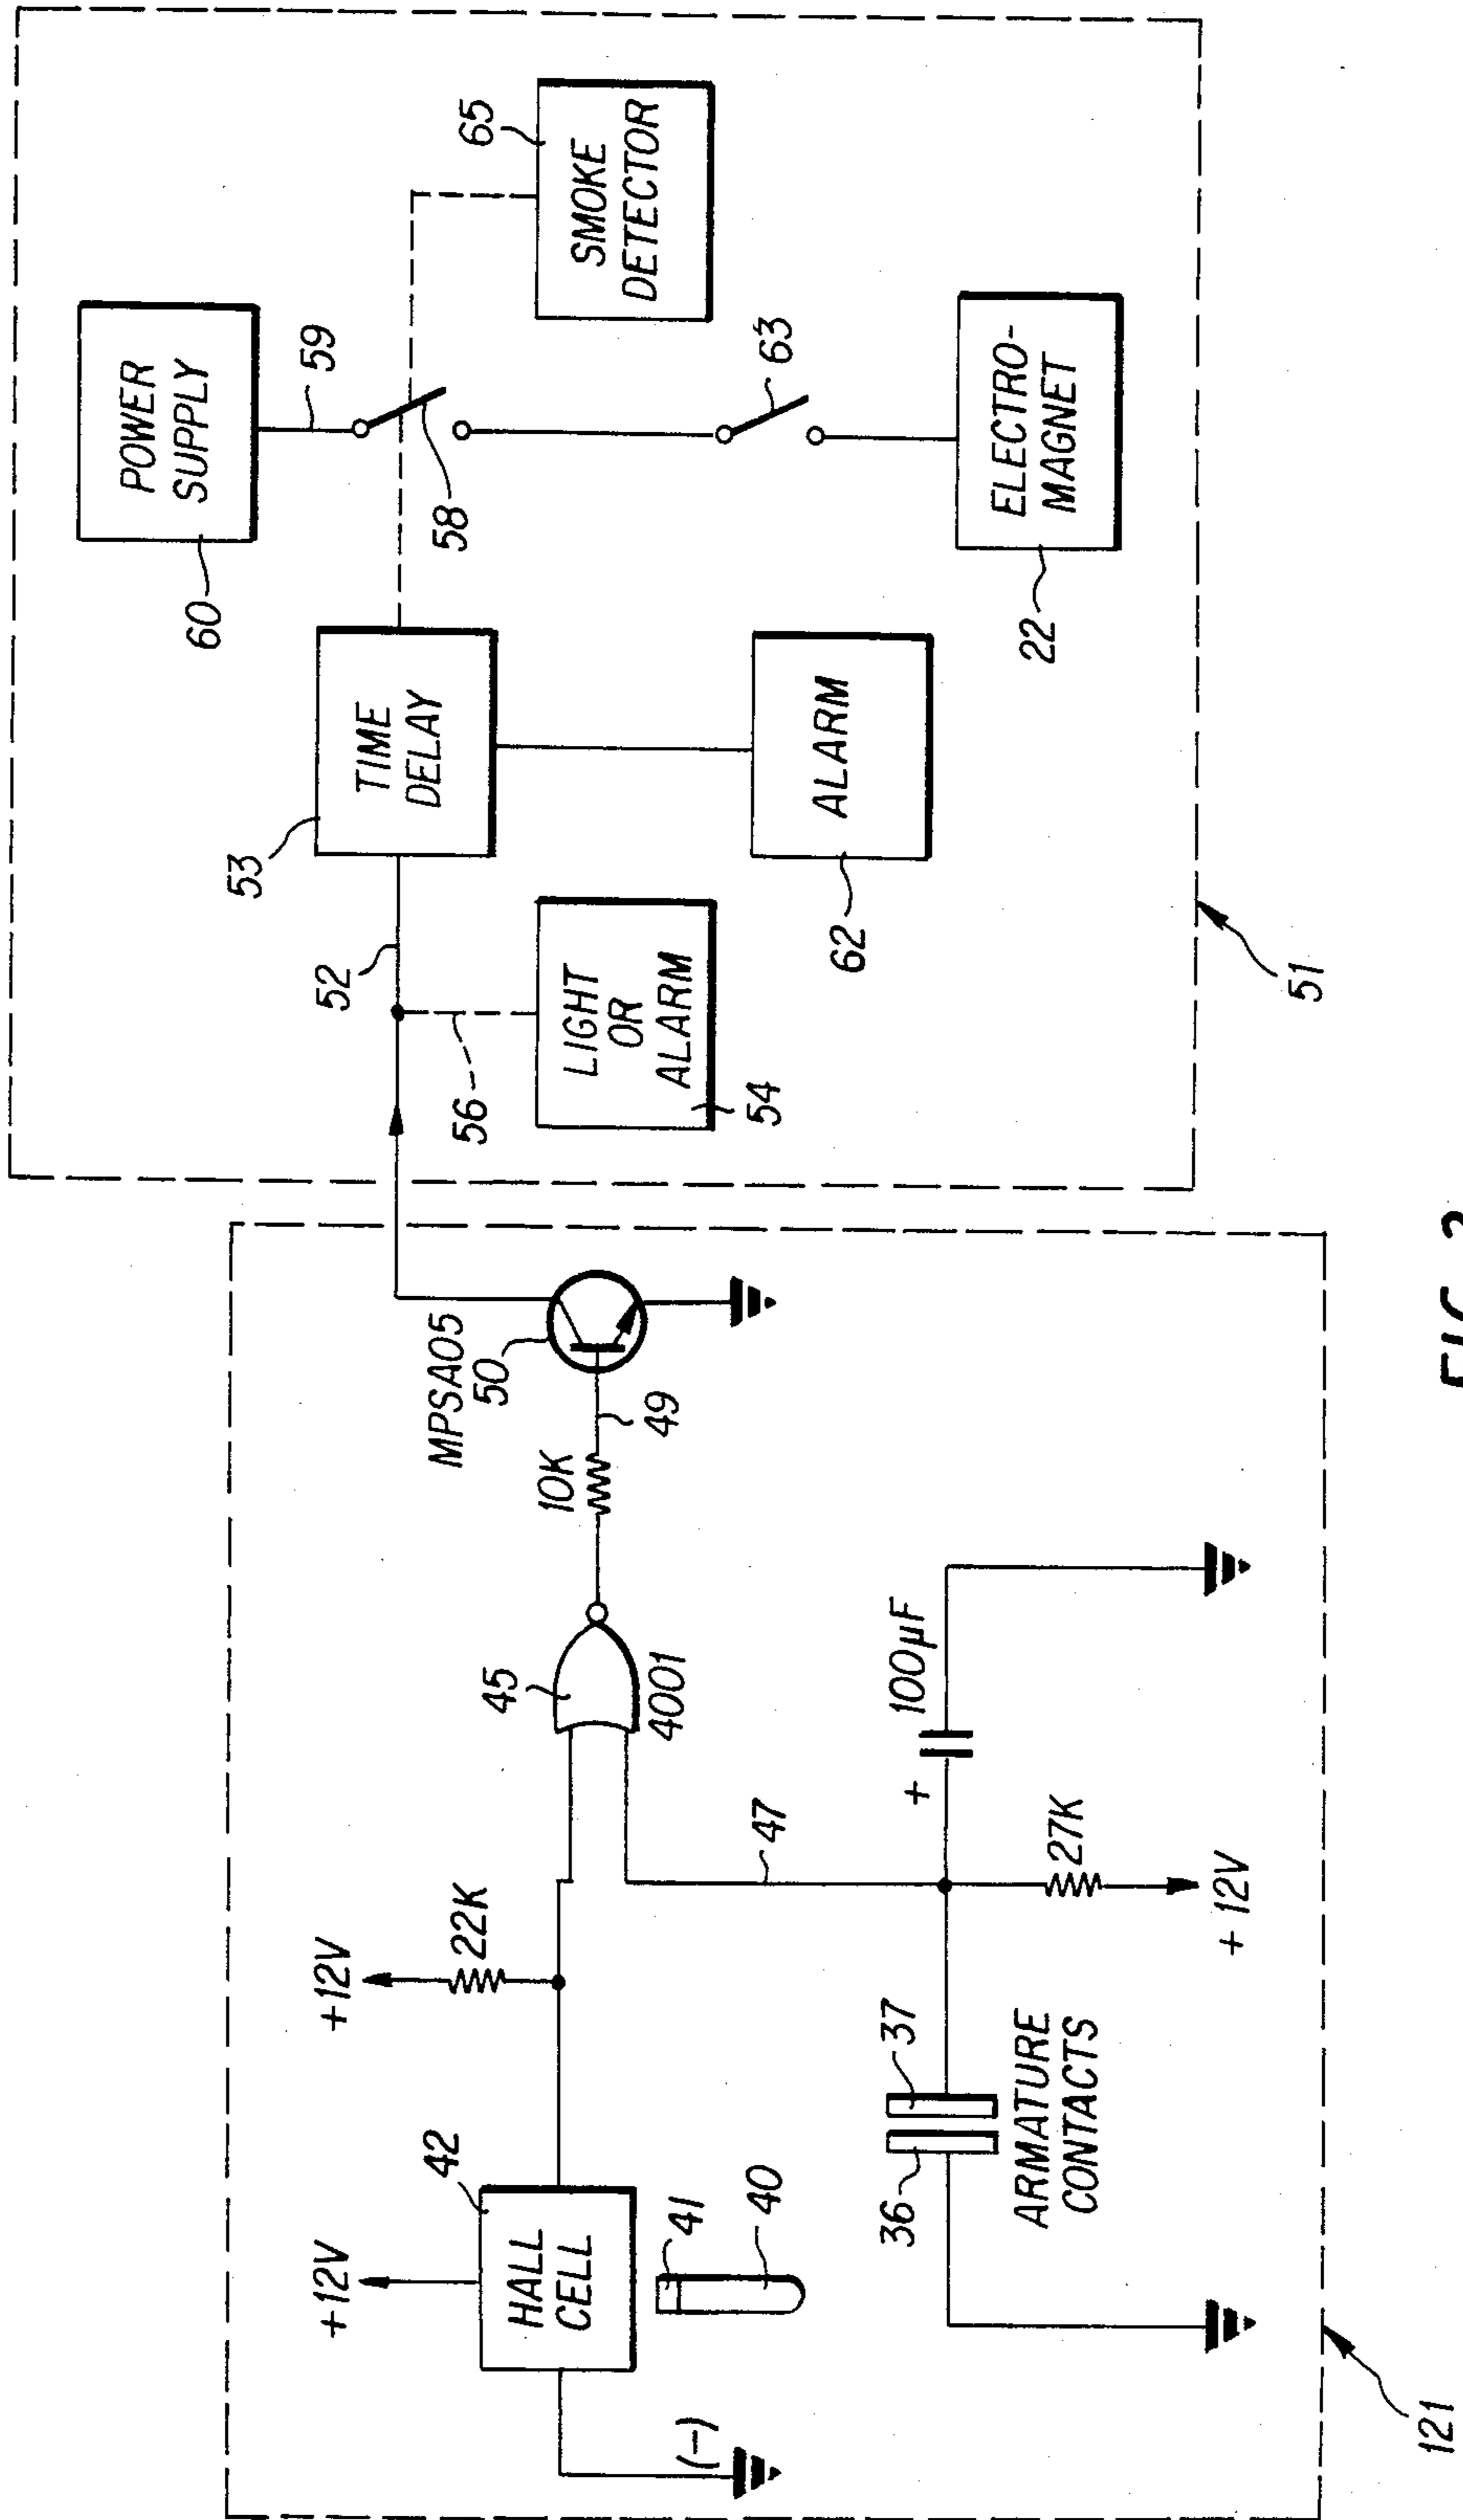 121
+12V
42
HALL
CELL
(-)
41
40
+12V
22K
36
37
ARMATURE
CONTACTS
47
27K
+12V
+
100µF
45
4001
10K
49
MPSA05
50
51
52
53
TIME
DELAY
56
LIGHT
OR
ALARM
54
62
ALARM
60
POWER
SUPPLY
59
58
65
SMOKE
DETECTOR
63
22
ELECTRO-
MAGNET